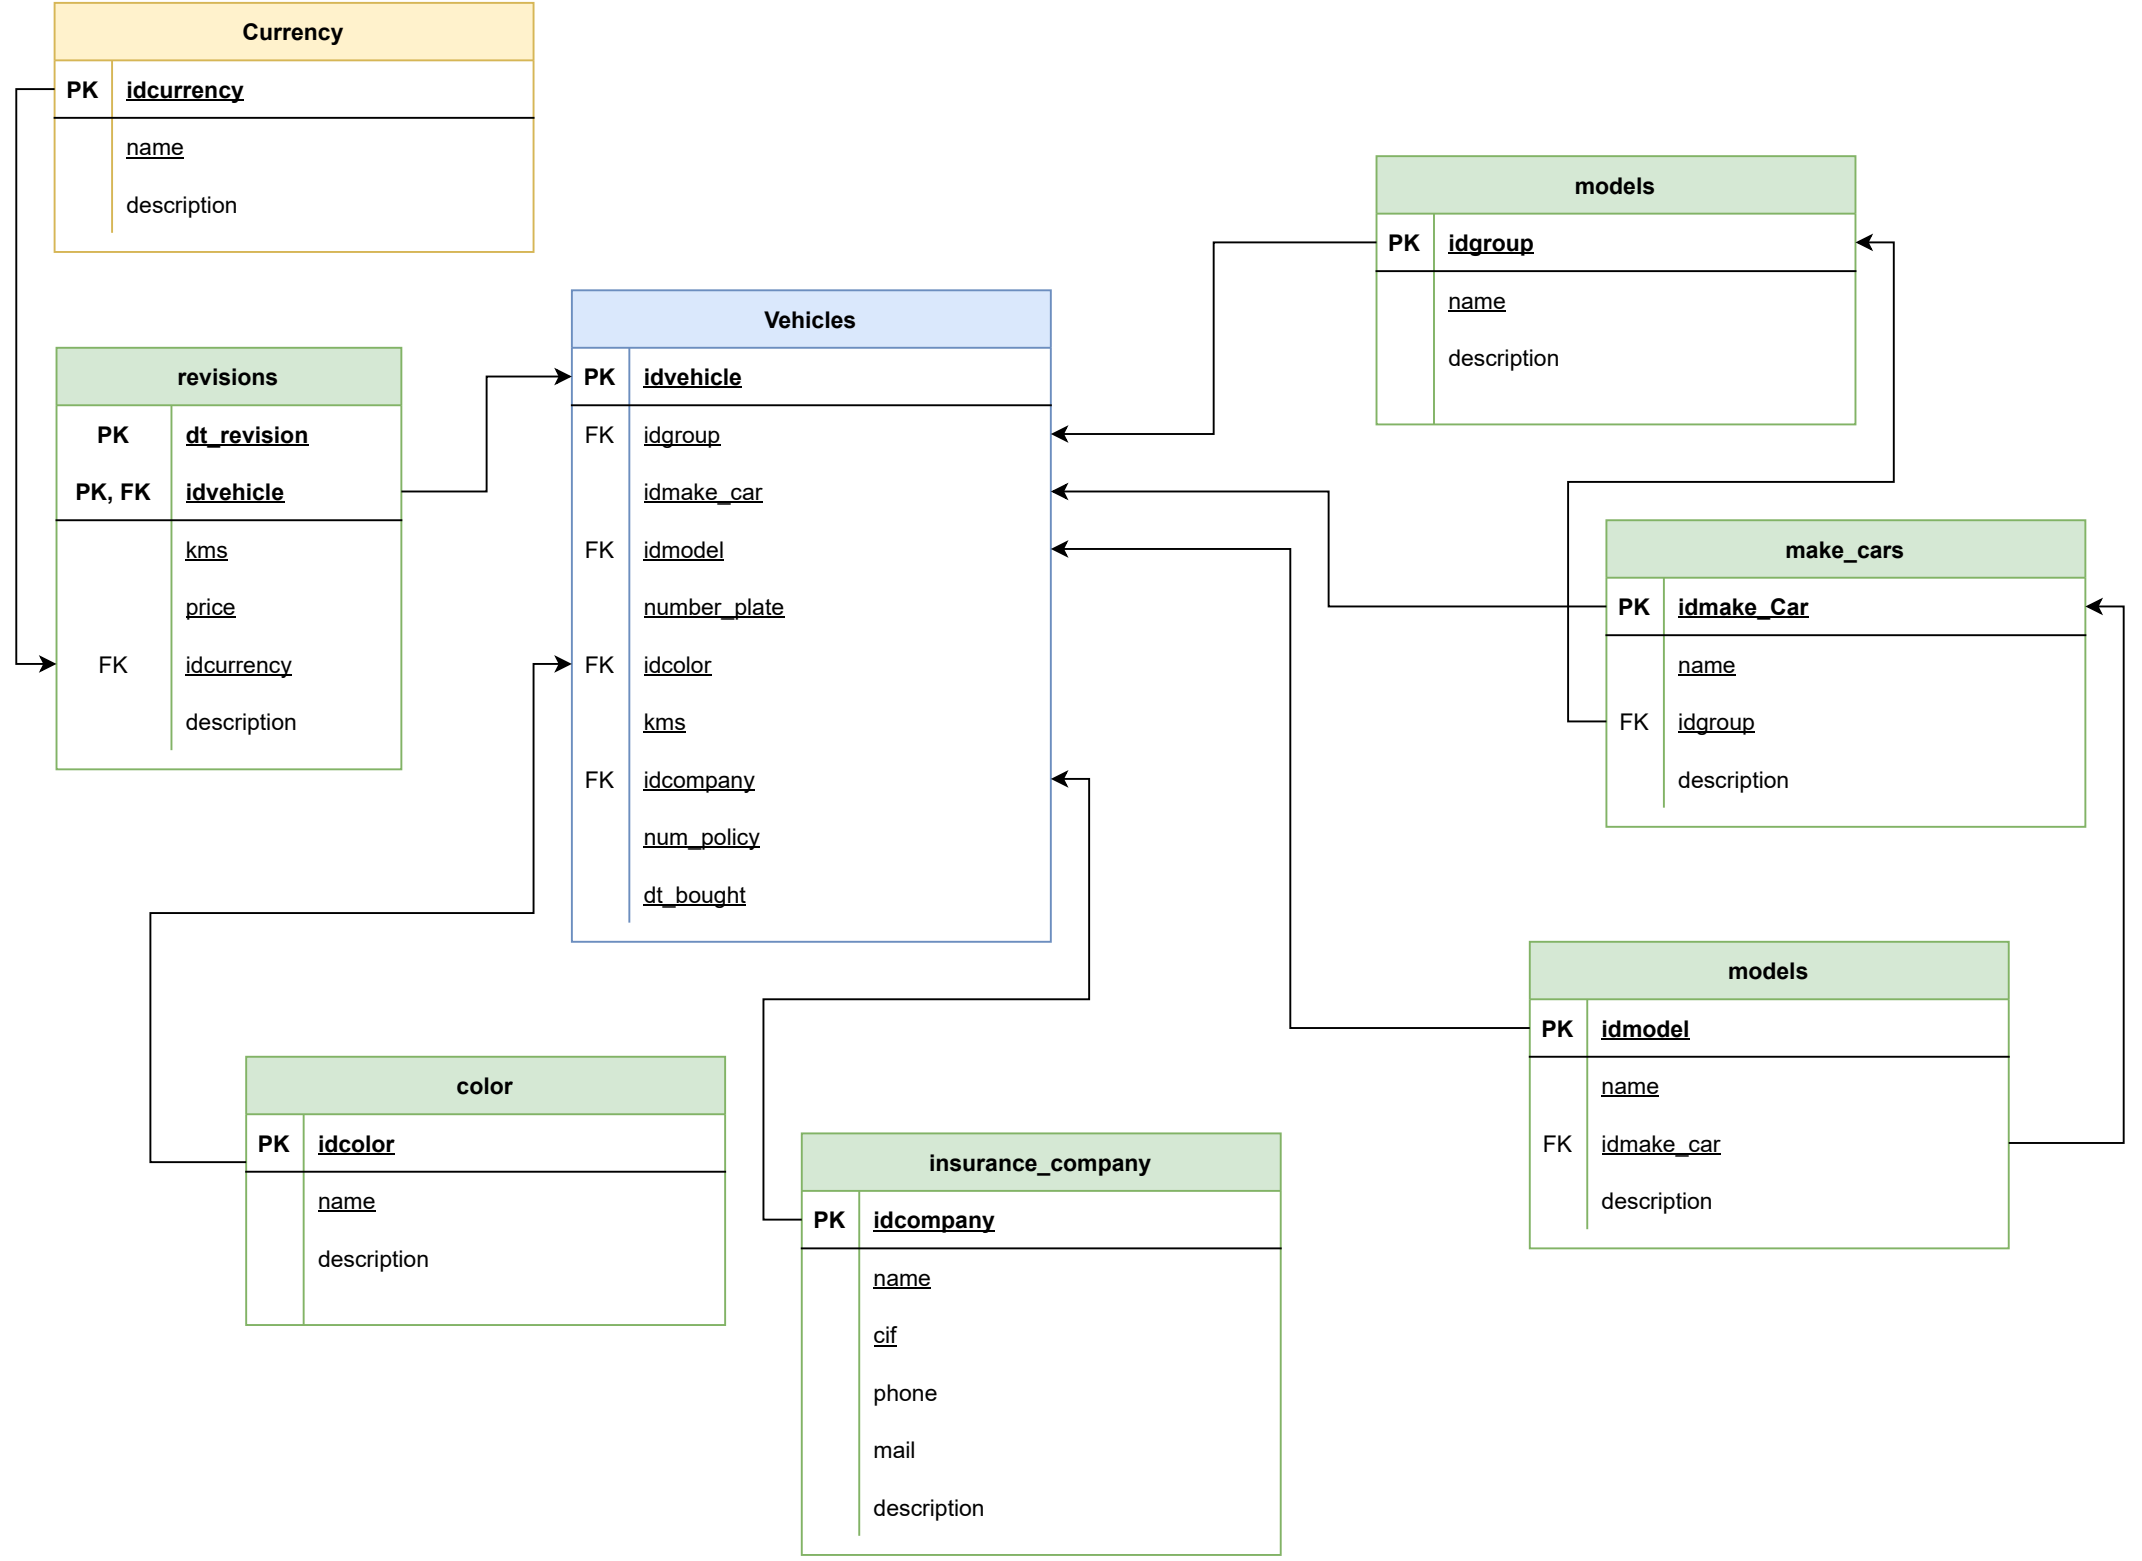 Currency
PK idcurrency
name
description
revisions
PK dt_revision
PK, FK idvehicle
kms
price
FK idcurrency
description
Vehicles
PK idvehicle
FK idgroup
idmake_car
FK idmodel
number_plate
FK idcolor
kms
FK idcompany
num_policy
dt_bought
models
PK idgroup
name
description
make_cars
PK idmake_Car
name
FK idgroup
description
models
PK idmodel
name
FK idmake_car
description
color
PK idcolor
name
description
insurance_company
PK idcompany
name
cif
phone
mail
description